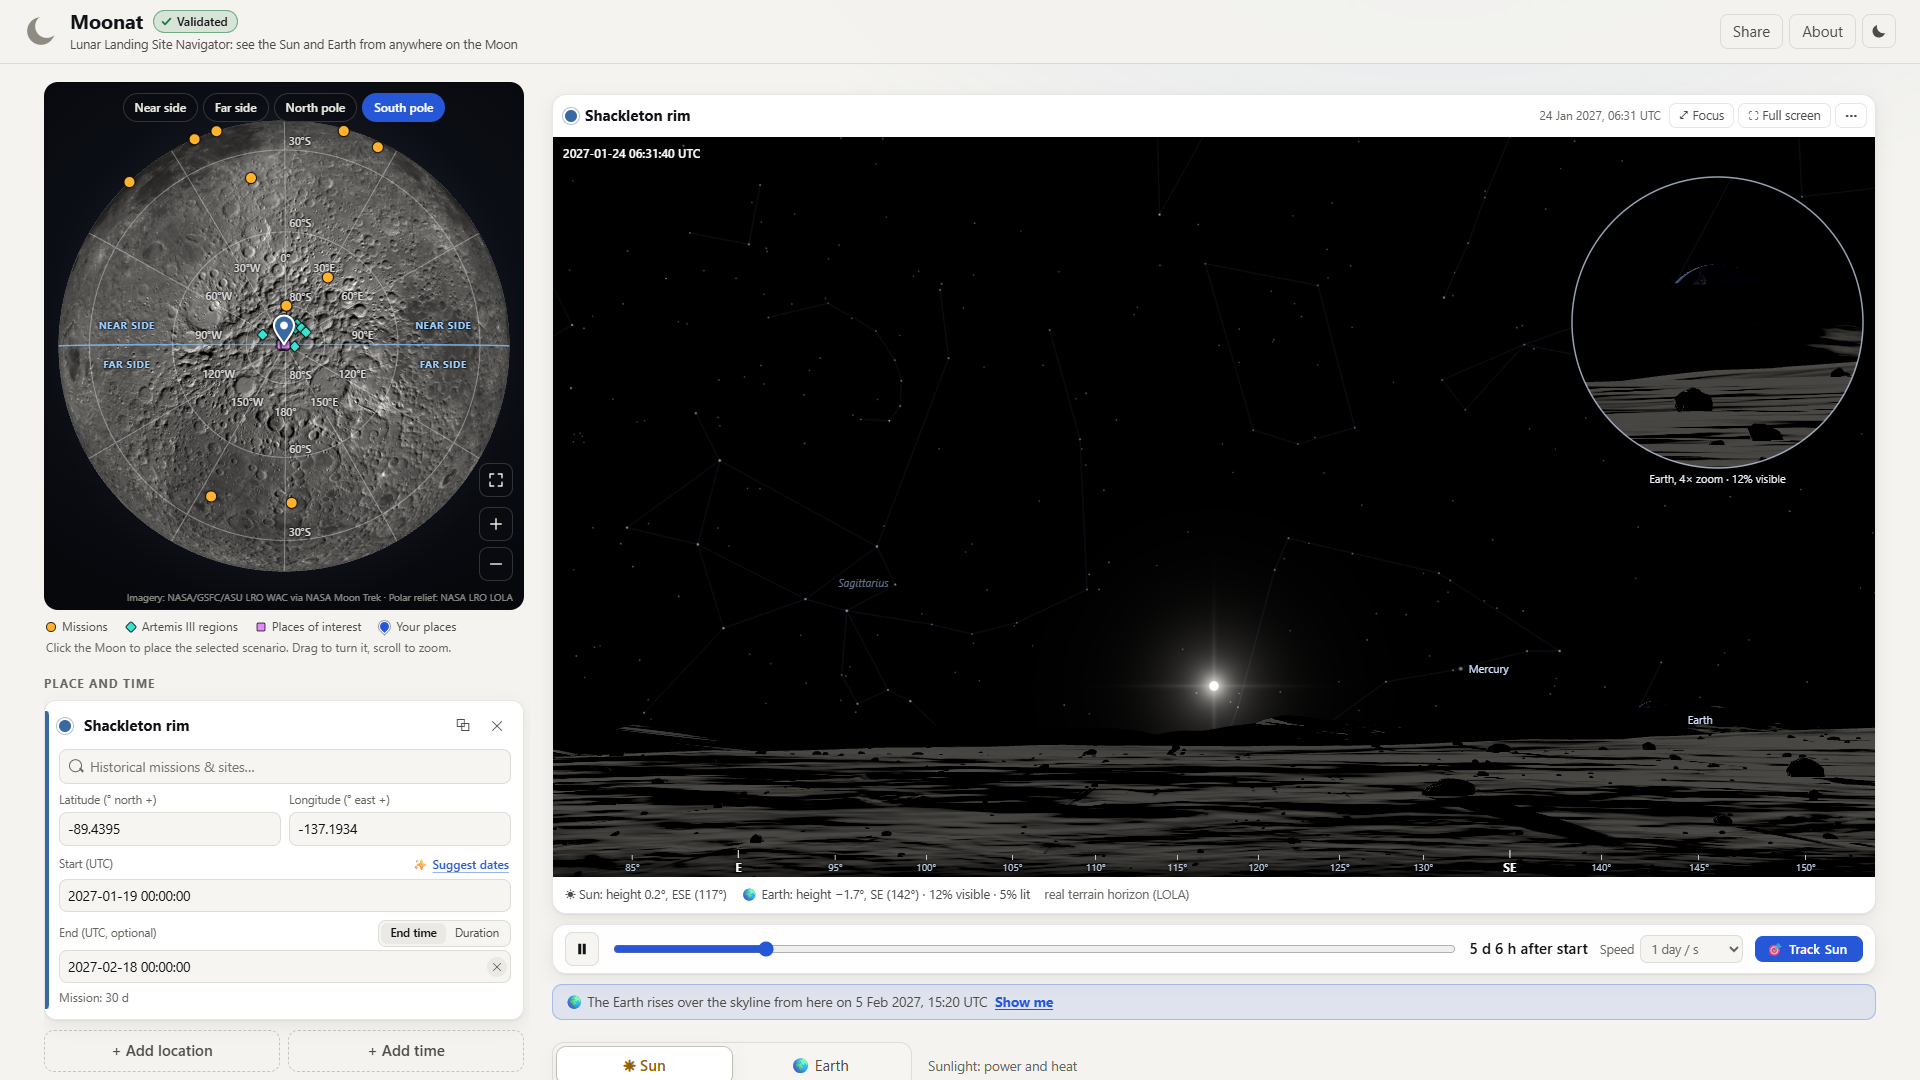 Moonat
Validated
Lunar Landing Site Navigator: see the Sun and Earth from anywhere on the Moon
Share
About
Near side
Far side
North pole
South pole
30°S
60°S
0°
30°W
30°E
60°W
80°S
60°E
NEAR SIDE
NEAR SIDE
90°W
90°E
FAR SIDE
FAR SIDE
120°W
80°S
120°E
150°W
150°E
180°
60°S
30°S
Imagery: NASA/GSFC/ASU LRO WAC via NASA Moon Trek · Polar relief: NASA LRO LOLA
Missions
Artemis III regions
Places of interest
Your places
Click the Moon to place the selected scenario. Drag to turn it, scroll to zoom.
PLACE AND TIME
Shackleton rim
Historical missions & sites...
Latitude (° north +)
Longitude (° east +)
-89.4395
-137.1934
Start (UTC)
Suggest dates
2027-01-19 00:00:00
End (UTC, optional)
End time
Duration
2027-02-18 00:00:00
Mission: 30 d
+ Add location
+ Add time
Shackleton rim
24 Jan 2027, 06:31 UTC
Focus
Full screen
2027-01-24 06:31:40 UTC
Earth, 4× zoom · 12% visible
Sagittarius
Mercury
Earth
85°
E
95°
100°
105°
110°
115°
120°
125°
130°
SE
140°
145°
150°
Sun: height 0.2°, ESE (117°)
Earth: height −1.7°, SE (142°) · 12% visible · 5% lit
real terrain horizon (LOLA)
5 d 6 h after start
Speed
1 day / s
Track Sun
The Earth rises over the skyline from here on 5 Feb 2027, 15:20 UTC
Show me
Sun
Earth
Sunlight: power and heat